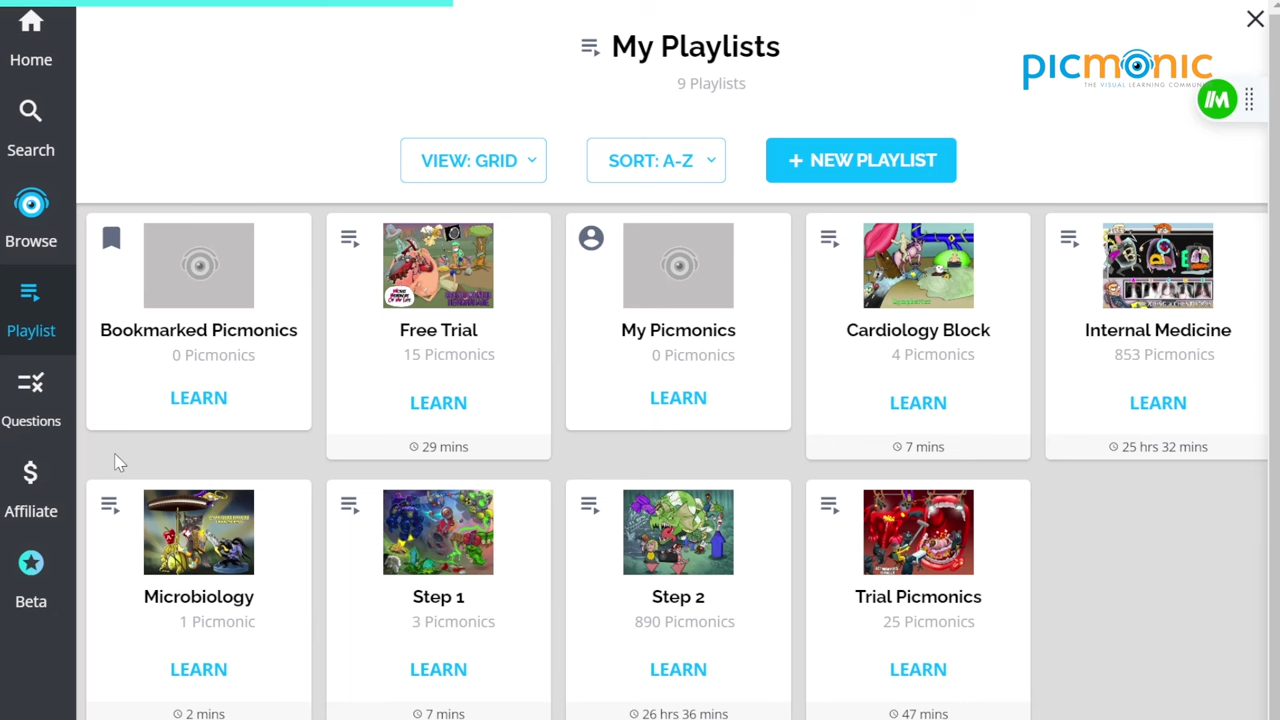 Home
Search
Browse
Playlist
Questions
Affiliate
Beta
My Playlists
9 Playlists
picmonic
THE VISUAL LEARNING COMMUN
VIEW: GRID
SORT: A-Z
+ NEW PLAYLIST
Bookmarked Picmonics
0 Picmonics
LEARN
Free Trial
15 Picmonics
LEARN
29 mins
My Picmonics
0 Picmonics
LEARN
Cardiology Block
4 Picmonics
LEARN
7 mins
Internal Medicine
853 Picmonics
LEARN
25 hrs 32 mins
Microbiology
1 Picmonic
LEARN
2 mins
Step 1
3 Picmonics
LEARN
7 mins
Step 2
890 Picmonics
LEARN
26 hrs 36 mins
Trial Picmonics
25 Picmonics
LEARN
47 mins